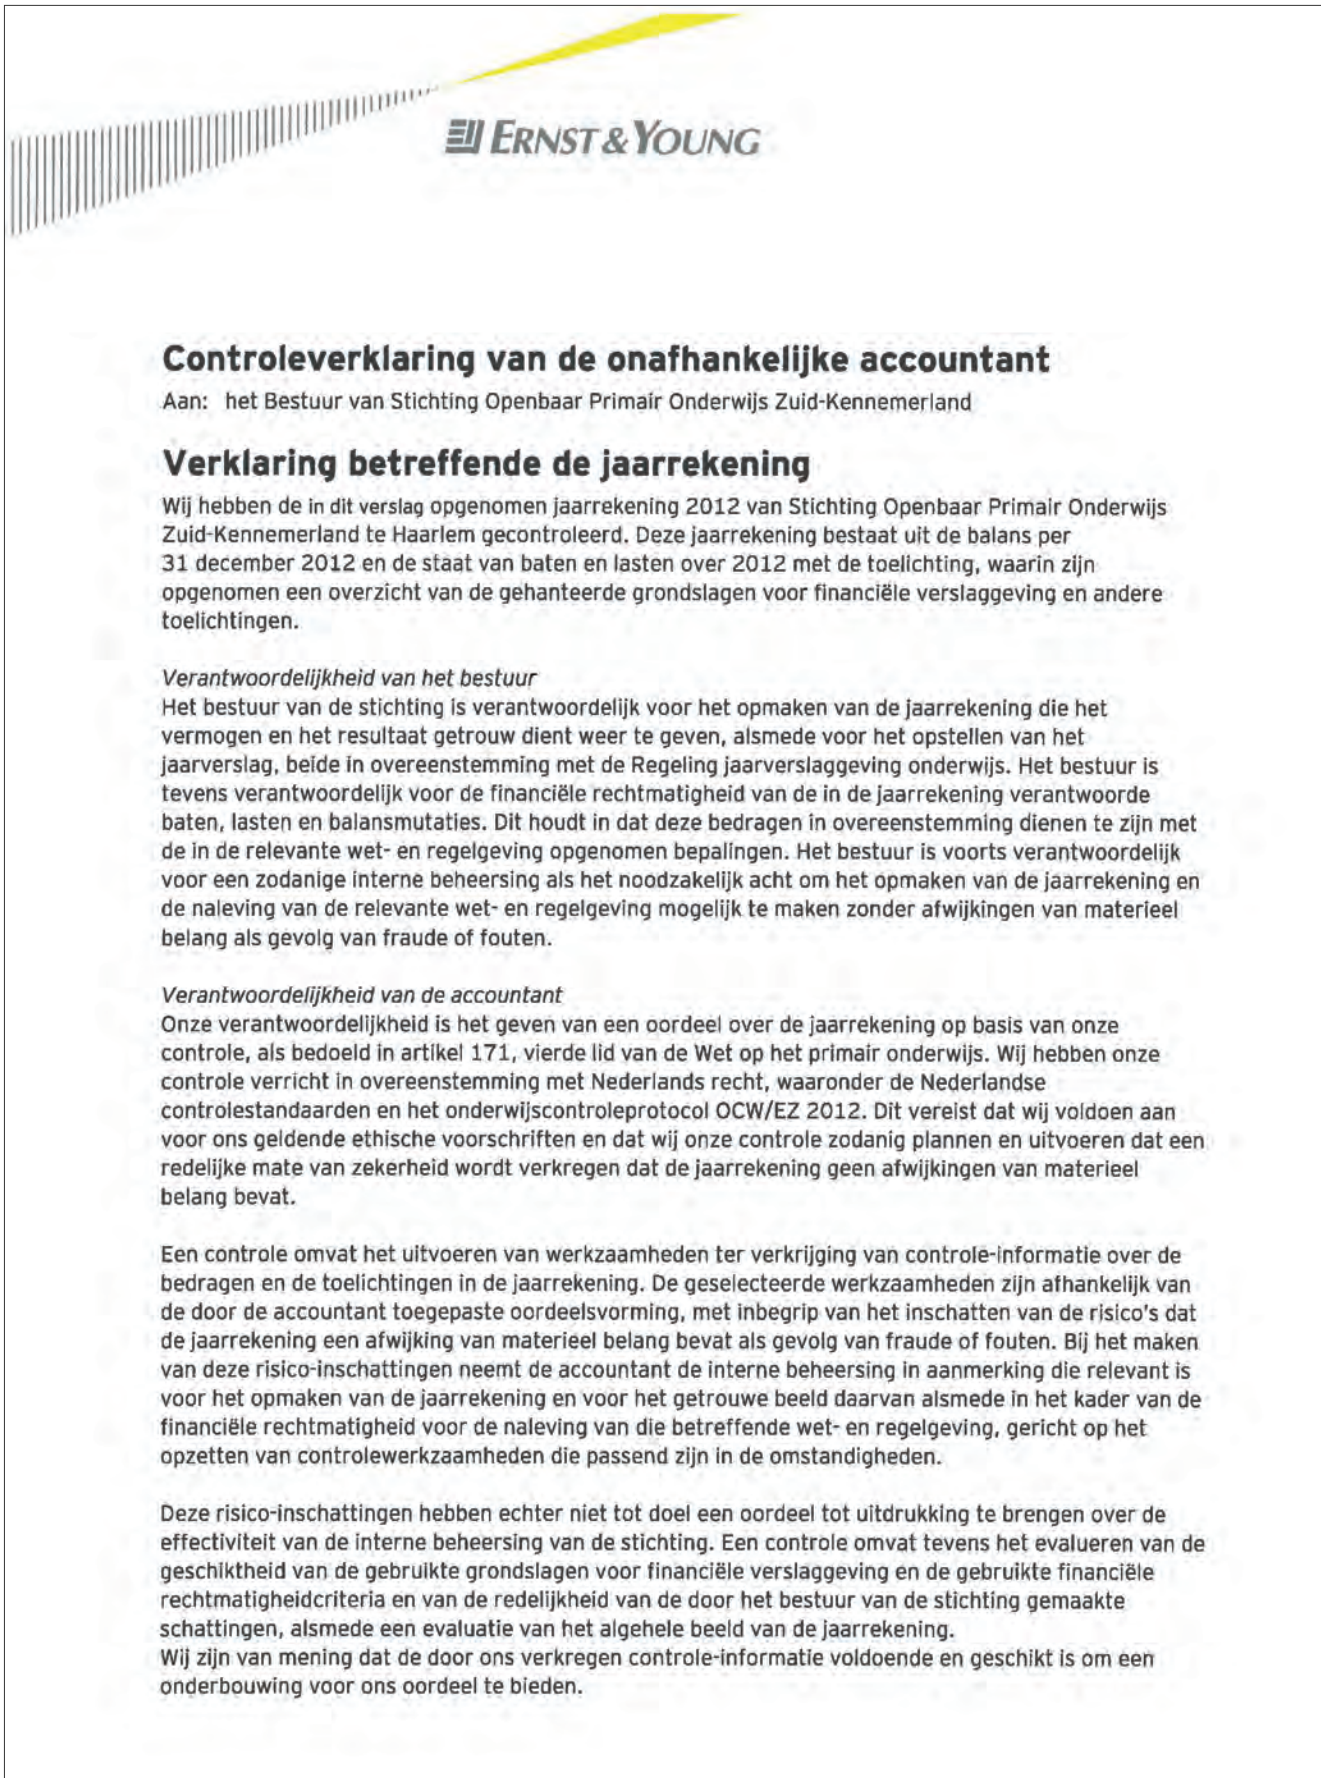 ERNST & YOUNG
Controleverklaring van de onafhankelijke accountant
Aan: het Bestuur van Stichting Openbaar Primair Onderwijs Zuid-Kennemerland
Verklaring betreffende de jaarrekening
Wij hebben de in dit verslag opgenomen jaarrekening 2012 van Stichting Openbaar Primair Onderwijs
Zuid-Kennemerland te Haarlem gecontroleerd. Deze jaarrekening bestaat uit de balans per
31 december 2012 en de staat van baten en lasten over 2012 met de toelichting, waarin zijn
opgenomen een overzicht van de gehanteerde grondslagen voor financiële verslaggeving en andere
toelichtingen.
Verantwoordelijkheid van het bestuur
Het bestuur van de stichting is verantwoordelijk voor het opmaken van de jaarrekening die het
vermogen en het resultaat getrouw dient weer te geven, alsmede voor het opstellen van het
jaarverslag, beide in overeenstemming met de Regeling jaarverslaggeving onderwijs. Het bestuur is
tevens verantwoordelijk voor de financiële rechtmatigheid van de in de jaarrekening verantwoorde
baten, lasten en balansmutaties. Dit houdt in dat deze bedragen in overeenstemming dienen te zijn met
de in de relevante wet- en regelgeving opgenomen bepalingen. Het bestuur is voorts verantwoordelijk
voor een zodanige interne beheersing als het noodzakelijk acht om het opmaken van de jaarrekening en
de naleving van de relevante wet- en regelgeving mogelijk te maken zonder afwijkingen van materieel
belang als gevolg van fraude of fouten.
Verantwoordelijkheid van de accountant
Onze verantwoordelijkheid is het geven van een oordeel over de jaarrekening op basis van onze
controle, als bedoeld in artikel 171, vierde lid van de Wet op het primair onderwijs. Wij hebben onze
controle verricht in overeenstemming met Nederlands recht, waaronder de Nederlandse
controlestandaarden en het onderwijscontroleprotocol OCW/EZ 2012. Dit vereist dat wij voldoen aan
voor ons geldende ethische voorschriften en dat wij onze controle zodanig plannen en uitvoeren dat een
redelijke mate van zekerheid wordt verkregen dat de jaarrekening geen afwijkingen van materieel
belang bevat.
Een controle omvat het uitvoeren van werkzaamheden ter verkrijging van controle-informatie over de
bedragen en de toelichtingen in de jaarrekening. De geselecteerde werkzaamheden zijn afhankelijk van
de door de accountant toegepaste oordeelsvorming, met inbegrip van het inschatten van de risico's dat
de jaarrekening een afwijking van materieel belang bevat als gevolg van fraude of fouten. Bij het maken
van deze risico-inschattingen neemt de accountant de interne beheersing in aanmerking die relevant is
voor het opmaken van de jaarrekening en voor het getrouwe beeld daarvan alsmede in het kader van de
financiële rechtmatigheid voor de naleving van die betreffende wet- en regelgeving, gericht op het
opzetten van controlewerkzaamheden die passend zijn in de omstandigheden.
Deze risico-inschattingen hebben echter niet tot doel een oordeel tot uitdrukking te brengen over de
effectiviteit van de interne beheersing van de stichting. Een controle omvat tevens het evalueren van de
geschiktheid van de gebruikte grondslagen voor financiële verslaggeving en de gebruikte financiële
rechtmatigheidcriteria en van de redelijkheid van de door het bestuur van de stichting gemaakte
schattingen, alsmede een evaluatie van het algehele beeld van de jaarrekening.
Wij zijn van mening dat de door ons verkregen controle-informatie voldoende en geschikt is om een
onderbouwing voor ons oordeel te bieden.